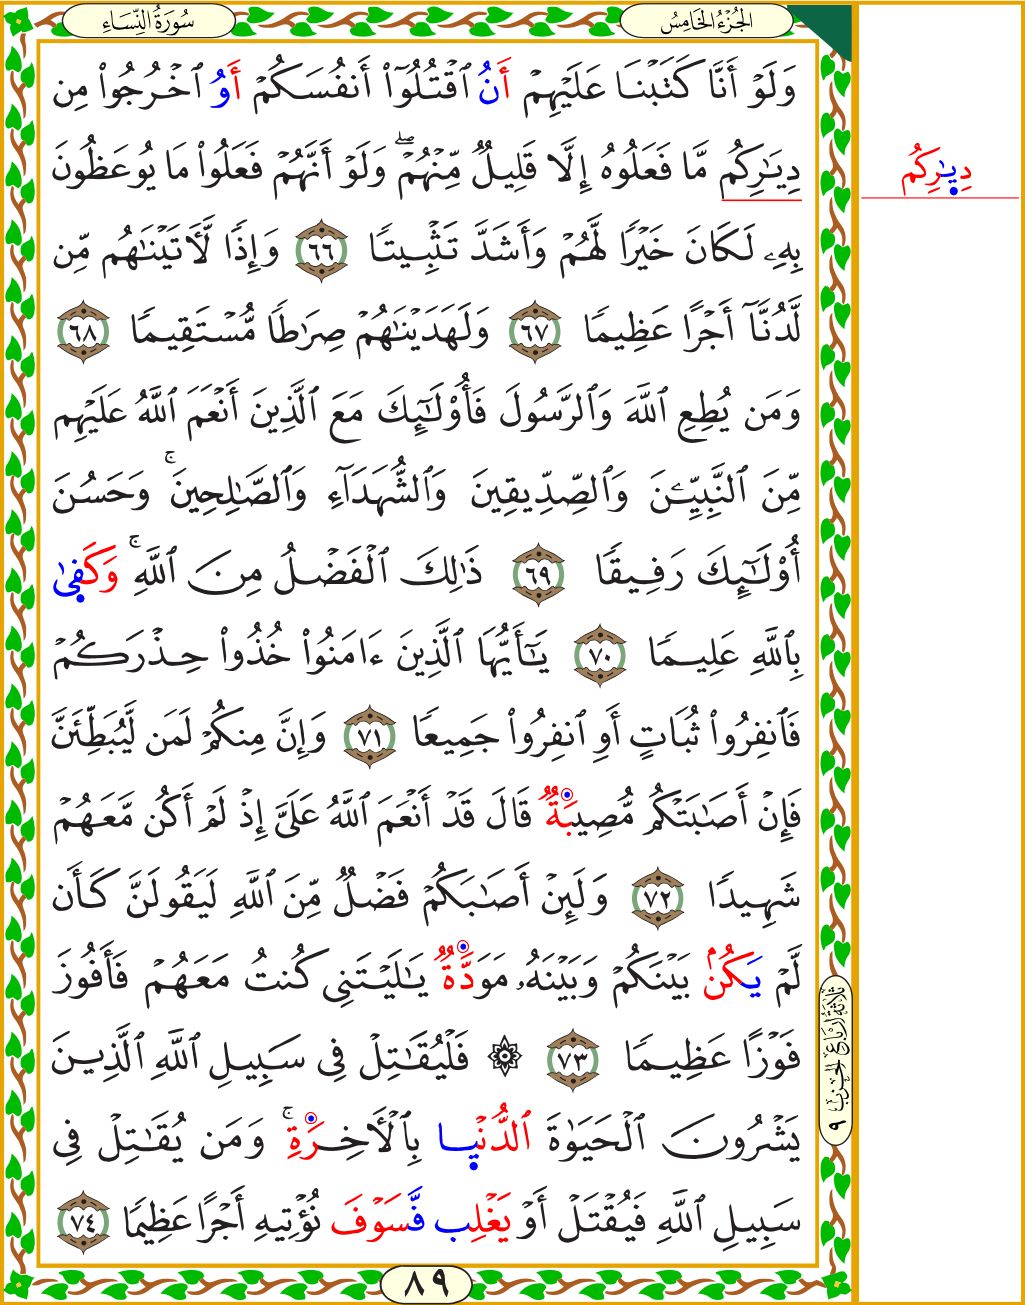 سُورَةُ النِّسَاءِ
الجُزْءُ الخَامِسُ
وَلَوْ أَنَّا كَتَبْنَا عَلَيْهِمْ أَنُ ٱقْتُلُوٓا۟ أَنفُسَكُمْ أَوُ ٱخْرُجُوا۟ مِن
دِيَـٰرِكُم مَّا فَعَلُوهُ إِلَّا قَلِيلٌ مِّنْهُمْ ۖ وَلَوْ أَنَّهُمْ فَعَلُوا۟ مَا يُوعَظُونَ
دِيـٰرِكُم
بِهِۦ لَكَانَ خَيْرًا لَّهُمْ وَأَشَدَّ تَثْبِيتًا ٦٦ وَإِذًا لَّـَٔاتَيْنَـٰهُم مِّن
لَّدُنَّآ أَجْرًا عَظِيمًا ٦٧ وَلَهَدَيْنَـٰهُمْ صِرَٰطًا مُّسْتَقِيمًا ٦٨
وَمَن يُطِعِ ٱللَّهَ وَٱلرَّسُولَ فَأُو۟لَـٰٓئِكَ مَعَ ٱلَّذِينَ أَنْعَمَ ٱللَّهُ عَلَيْهِم
مِّنَ ٱلنَّبِيِّـۧنَ وَٱلصِّدِّيقِينَ وَٱلشُّهَدَآءِ وَٱلصَّـٰلِحِينَ ۚ وَحَسُنَ
أُو۟لَـٰٓئِكَ رَفِيقًا ٦٩ ذَٰلِكَ ٱلْفَضْلُ مِنَ ٱللَّهِ ۚ وَكَفِىٰ
بِٱللَّهِ عَلِيمًا ٧٠ يَـٰٓأَيُّهَا ٱلَّذِينَ ءَامَنُوا۟ خُذُوا۟ حِذْرَكُمْ
فَٱنفِرُوا۟ ثُبَاتٍ أَوِ ٱنفِرُوا۟ جَمِيعًا ٧١ وَإِنَّ مِنكُمْ لَمَن لَّيُبَطِّئَنَّ
فَإِنْ أَصَـٰبَتْكُم مُّصِيبَةٌ قَالَ قَدْ أَنْعَمَ ٱللَّهُ عَلَىَّ إِذْ لَمْ أَكُن مَّعَهُمْ
شَهِيدًا ٧٢ وَلَئِنْ أَصَـٰبَكُمْ فَضْلٌ مِّنَ ٱللَّهِ لَيَقُولَنَّ كَأَن
لَّمْ يَكُنۢ بَيْنَكُمْ وَبَيْنَهُۥ مَوَدَّةٌ يَـٰلَيْتَنِى كُنتُ مَعَهُمْ فَأَفُوزَ
فَوْزًا عَظِيمًا ٧٣ ۞ فَلْيُقَـٰتِلْ فِى سَبِيلِ ٱللَّهِ ٱلَّذِينَ
يَشْرُونَ ٱلْحَيَوٰةَ ٱلدُّنْيِا بِٱلْأَخِرَةِ ۚ وَمَن يُقَـٰتِلْ فِى
سَبِيلِ ٱللَّهِ فَيُقْتَلْ أَوْ يَغْلِب فَّسَوْفَ نُؤْتِيهِ أَجْرًا عَظِيمًا ٧٤
ثلاثة أرباع الحزب ٩
٨٩